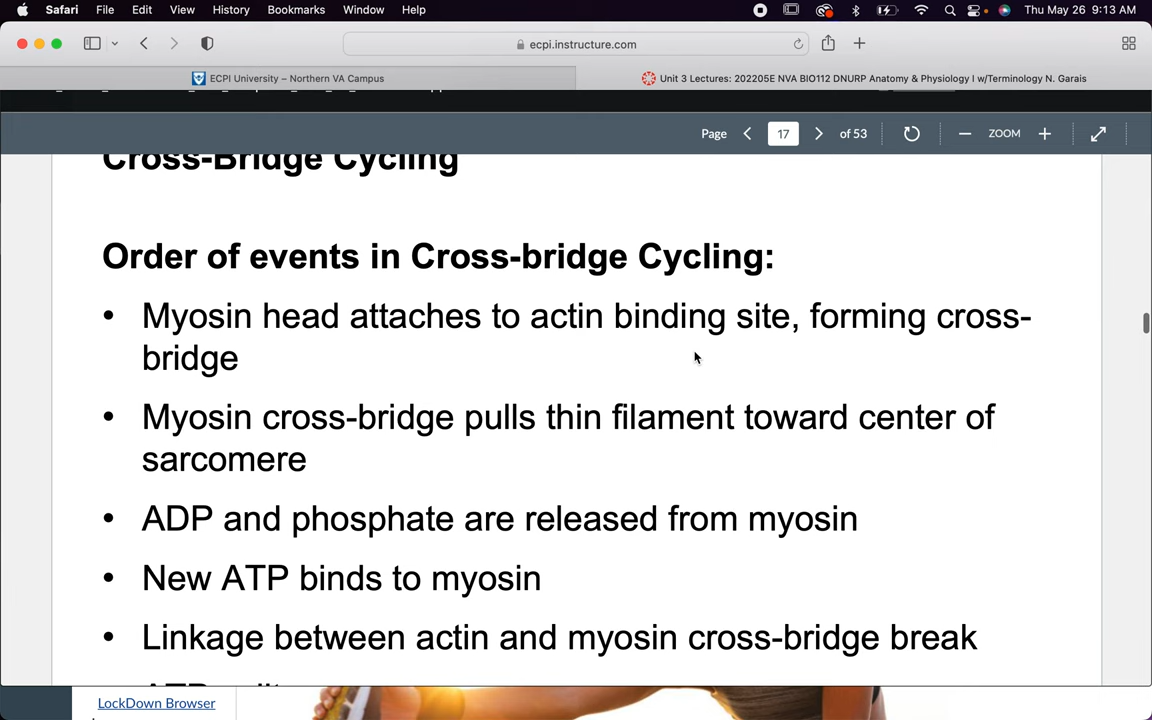 Safari File Edit View History Bookmarks Window Help Thu May 26 9:13 AM
ecpi.instructure.com
ECPI University – Northern VA Campus
Unit 3 Lectures: 202205E NVA BIO112 DNURP Anatomy & Physiology I w/Terminology N. Garais
Page 17 of 53 ZOOM
Cross-Bridge Cycling
Order of events in Cross-bridge Cycling:
• Myosin head attaches to actin binding site, forming cross-
bridge
• Myosin cross-bridge pulls thin filament toward center of
sarcomere
• ADP and phosphate are released from myosin
• New ATP binds to myosin
• Linkage between actin and myosin cross-bridge break
LockDown Browser